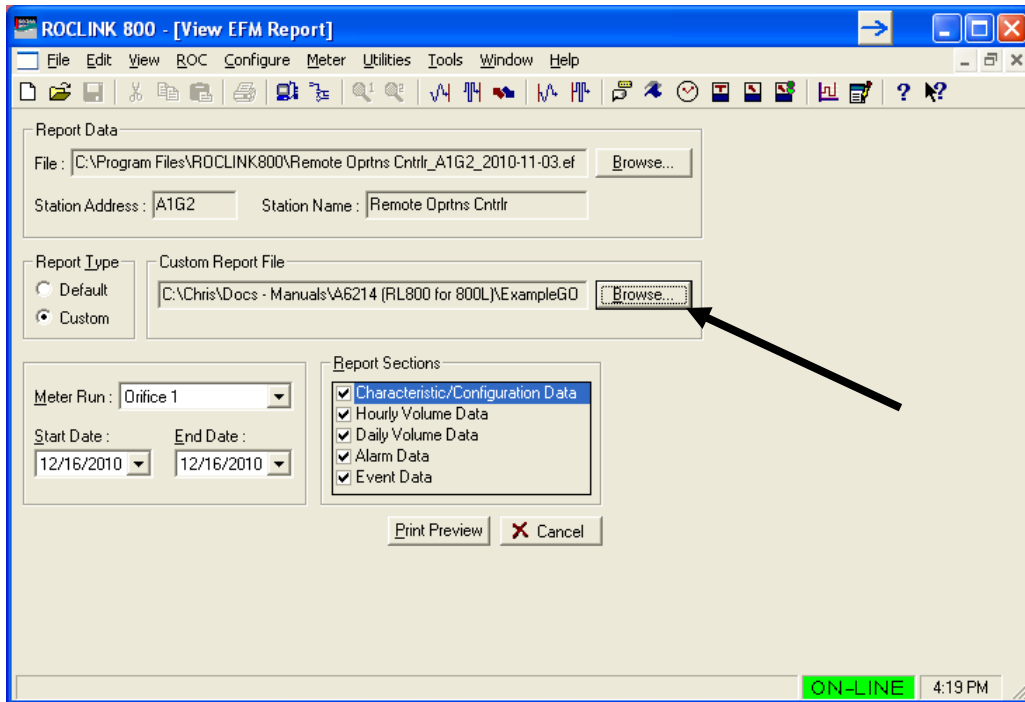 ROCLINK 800 - [View EFM Report]
File Edit View ROC Configure Meter Utilities Tools Window Help
Report Data
File : C:\Program Files\ROCLINK800\Remote Oprtns Cntrlr_A1G2_2010-11-03.ef Browse...
Station Address : A1G2 Station Name : Remote Oprtns Cntrlr
Report Type Custom Report File
Default
C:\Chris\Docs - Manuals\A6214 (RL800 for 800L)\ExampleGO Browse...
Custom
Report Sections
Meter Run : Orifice 1
Characteristic/Configuration Data
Hourly Volume Data
Start Date : End Date :
Daily Volume Data
12/16/2010 12/16/2010
Alarm Data
Event Data
Print Preview Cancel
ON-LINE 4:19 PM